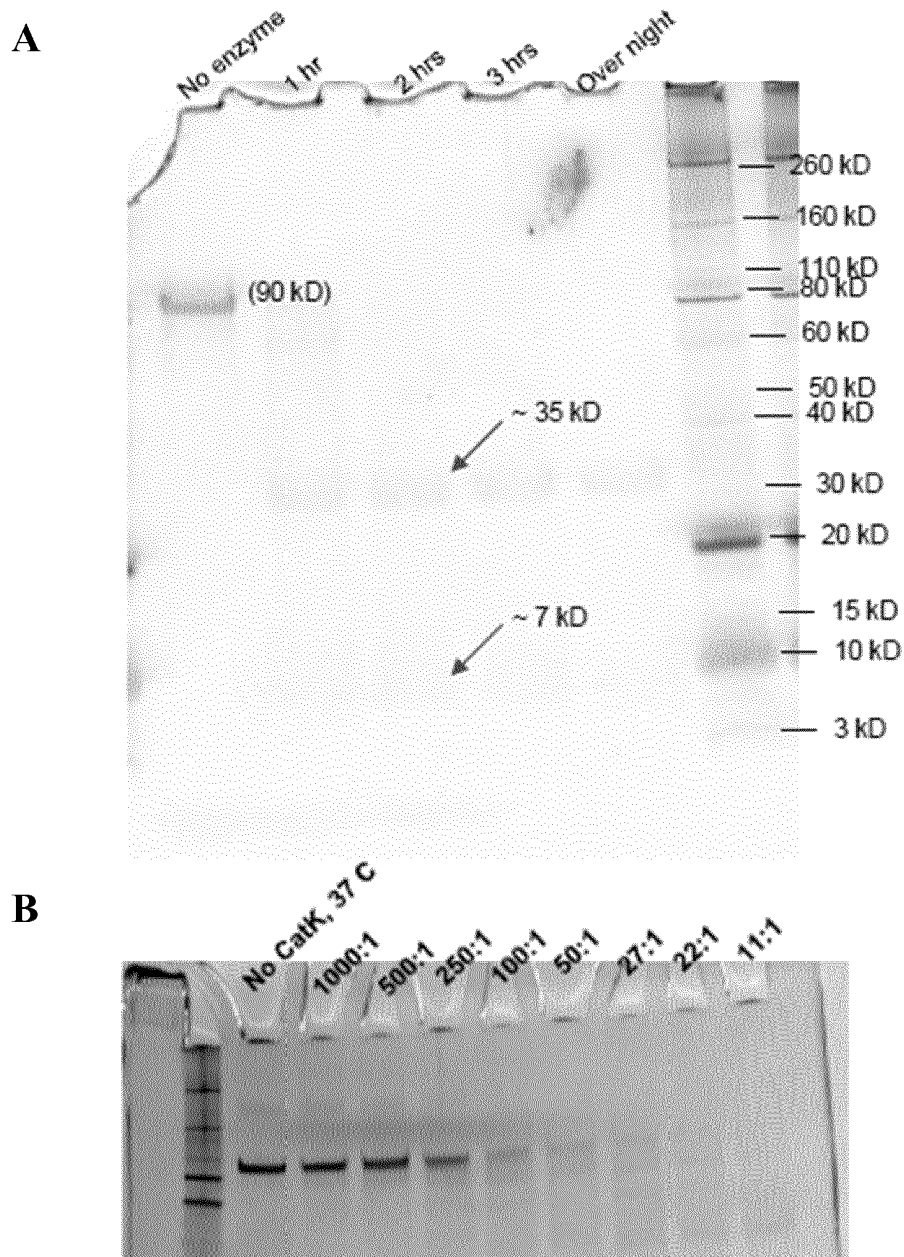 A
No enzyme
1 hr
2 hrs
3 hrs
Over night
260 kD
160 kD
110 kD
(90 kD)
80 kD
60 kD
50 kD
~ 35 kD
40 kD
30 kD
20 kD
~ 7 kD
15 kD
10 kD
3 kD
B
No CatK, 37 C
1000:1
500:1
250:1
100:1
50:1
27:1
22:1
11:1